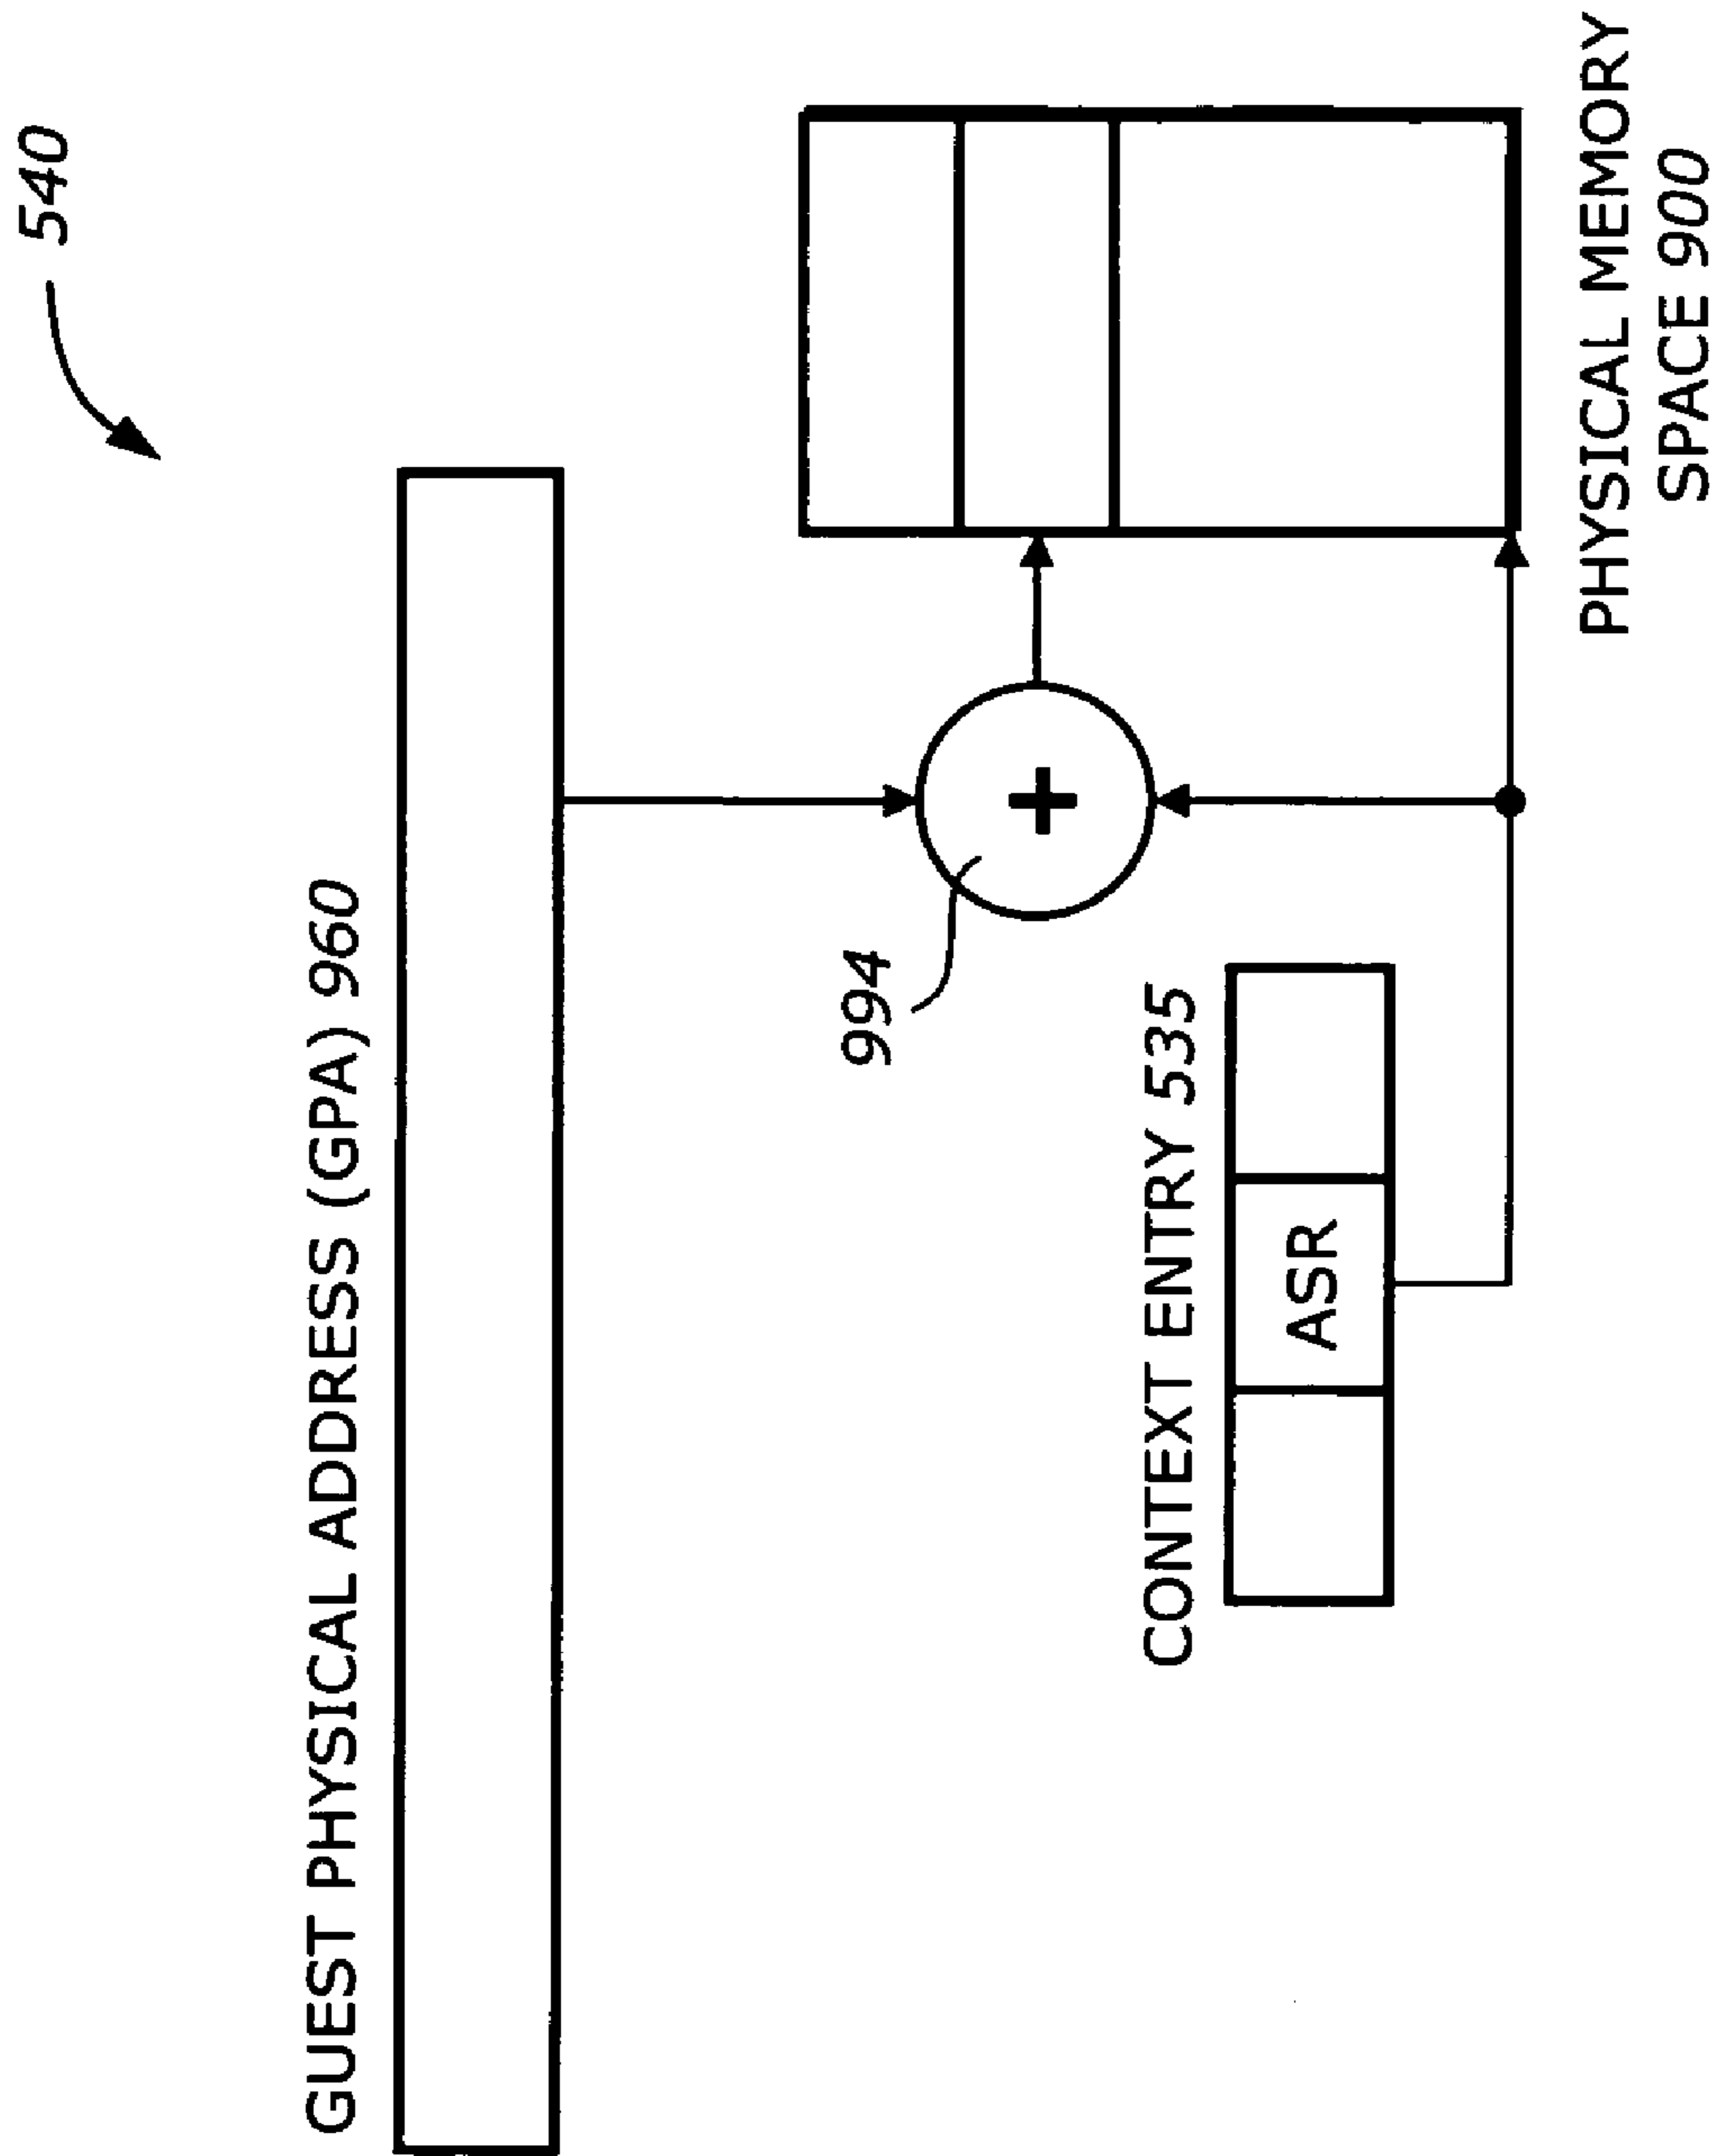 540
GUEST PHYSICAL ADDRESS (GPA) 960
994
+
CONTEXT ENTRY 535
ASR
PHYSICAL MEMORY
SPACE 900